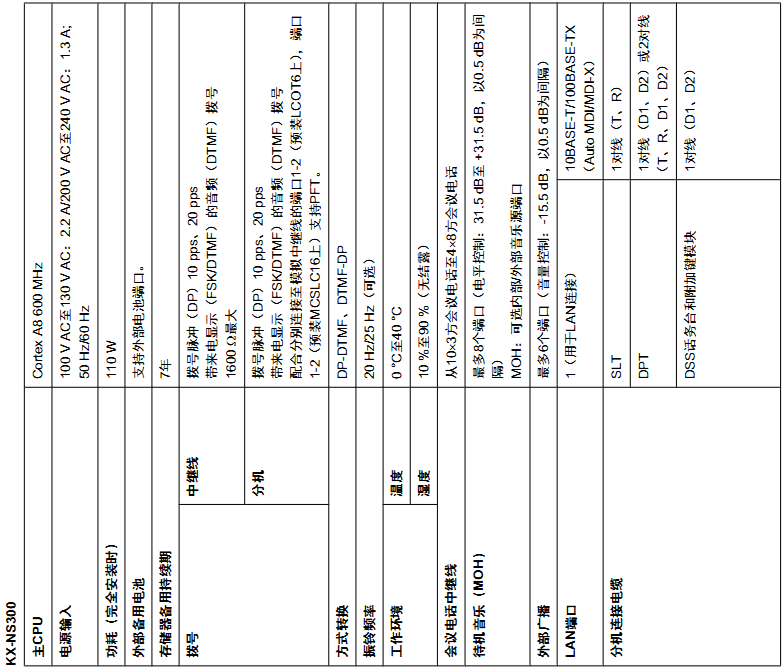 KX-NS300
主CPU
Cortex A8 600 MHz
电源输入
100 V AC至130 V AC：2.2 A/200 V AC至240 V AC：1.3 A;
50 Hz/60 Hz
功耗（完全安装时）
110 W
外部备用电池
支持外部电池端口。
存储器备用持续期
7年
拨号
中继线
拨号脉冲（DP）10 pps、20 pps
带来电显示（FSK/DTMF）的音频（DTMF）拨号
1600 Ω最大
分机
拨号脉冲（DP）10 pps、20 pps
带来电显示（FSK/DTMF）的音频（DTMF）拨号
配合分别连接至模拟中继线的端口1-2（预装LCOT6上），端口
1-2（预装MCSLC16上）支持PFT。
方式转换
DP-DTMF、DTMF-DP
振铃频率
20 Hz/25 Hz（可选）
工作环境
温度
0 °C至40 °C
湿度
10 %至90 %（无结露）
会议电话中继线
从10×3方会议电话至4×8方会议电话
待机音乐（MOH）
最多8个端口（电平控制：31.5 dB至 +31.5 dB，以0.5 dB为间
隔）
MOH：可选内部/外部音乐源端口
外部广播
最多6个端口（音量控制：-15.5 dB，以0.5 dB为间隔）
LAN端口
1（用于LAN连接）
10BASE-T/100BASE-TX
(Auto MDI/MDI-X)
分机连接电缆
SLT
1对线（T、R）
DPT
1对线（D1、D2）或2对线
（T、R、D1、D2）
DSS话务台和附加键模块
1对线（D1、D2）